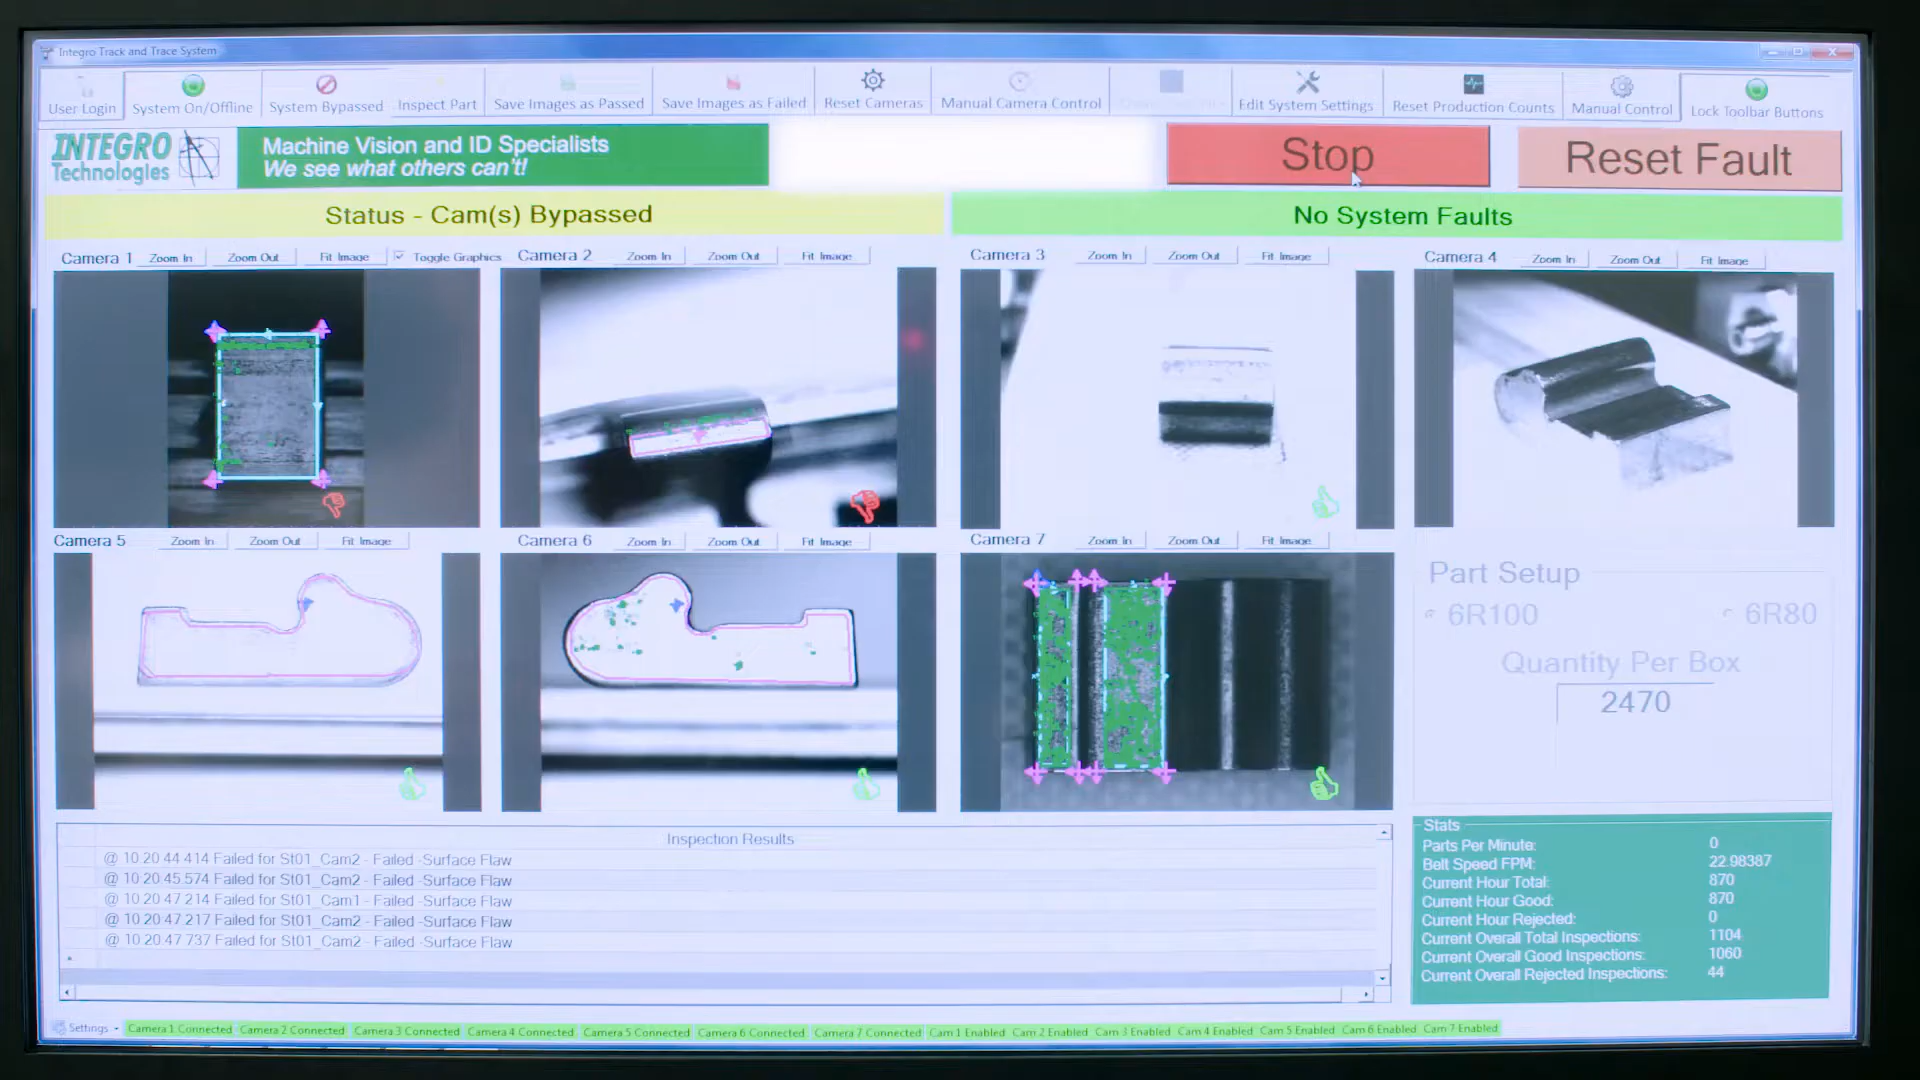 Integro Track and Trace System
User Login
System On/Offline
System Bypassed
Inspect Part
Save Images as Passed
Save Images as Failed
Reset Cameras
Manual Camera Control
Edit System Settings
Reset Production Counts
Manual Control
Lock Toolbar Buttons
INTEGRO
Technologies
Machine Vision and ID Specialists
We see what others can't!
Stop
Reset Fault
Status - Cam(s) Bypassed
No System Faults
Camera 1 Zoom In Zoom Out Fit Image Toggle Graphics
Camera 2 Zoom In Zoom Out Fit Image
Camera 3 Zoom In Zoom Out Fit Image
Camera 4 Zoom In Zoom Out Fit Image
Camera 5 Zoom In Zoom Out Fit Image
Camera 6 Zoom In Zoom Out Fit Image
Camera 7 Zoom In Zoom Out Fit Image
Part Setup
6R100 6R80
Quantity Per Box
2470
Inspection Results
@ 10 20 44 414 Failed for St01_Cam2 - Failed -Surface Flaw
@ 10 20 45 574 Failed for St01_Cam2 - Failed -Surface Flaw
@ 10 20 47 214 Failed for St01_Cam1 - Failed -Surface Flaw
@ 10 20 47 217 Failed for St01_Cam2 - Failed -Surface Flaw
@ 10 20 47 737 Failed for St01_Cam2 - Failed -Surface Flaw
Stats
Parts Per Minute: 0
Belt Speed FPM: 22.98387
Current Hour Total: 870
Current Hour Good: 870
Current Hour Rejected: 0
Current Overall Total Inspections: 1104
Current Overall Good Inspections: 1060
Current Overall Rejected Inspections: 44
Settings Camera 1 Connected Camera 2 Connected Camera 3 Connected Camera 4 Connected Camera 5 Connected Camera 6 Connected Camera 7 Connected Cam 1 Enabled Cam 2 Enabled Cam 3 Enabled Cam 4 Enabled Cam 5 Enabled Cam 6 Enabled Cam 7 Enabled